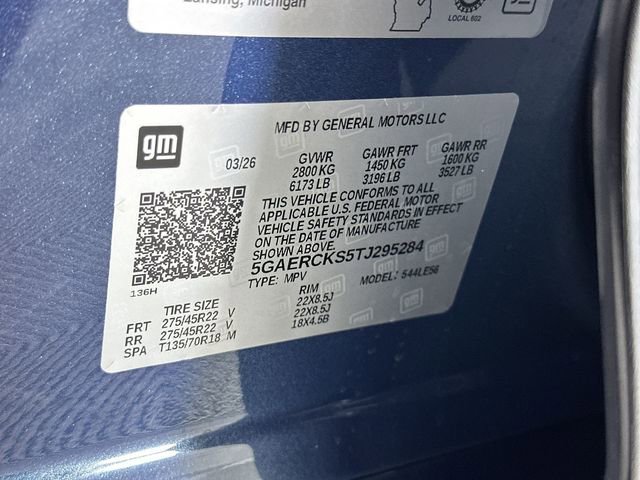 Lansing, Michigan
LOCAL 602
gm
gm
MFD BY GENERAL MOTORS LLC
03/26
GVWR GAWR FRT GAWR RR
2800 KG 1450 KG 1600 KG
6173 LB 3196 LB 3527 LB
THIS VEHICLE CONFORMS TO ALL
APPLICABLE U.S. FEDERAL MOTOR
VEHICLE SAFETY STANDARDS IN EFFECT
ON THE DATE OF MANUFACTURE
SHOWN ABOVE.
5GAERCKS5TJ295284
TYPE: MPV MODEL: 544LES6
136H
TIRE SIZE RIM
FRT 275/45R22 V 22X8.5J
RR 275/45R22 V 22X8.5J
SPA T135/70R18 M 18X4.5B